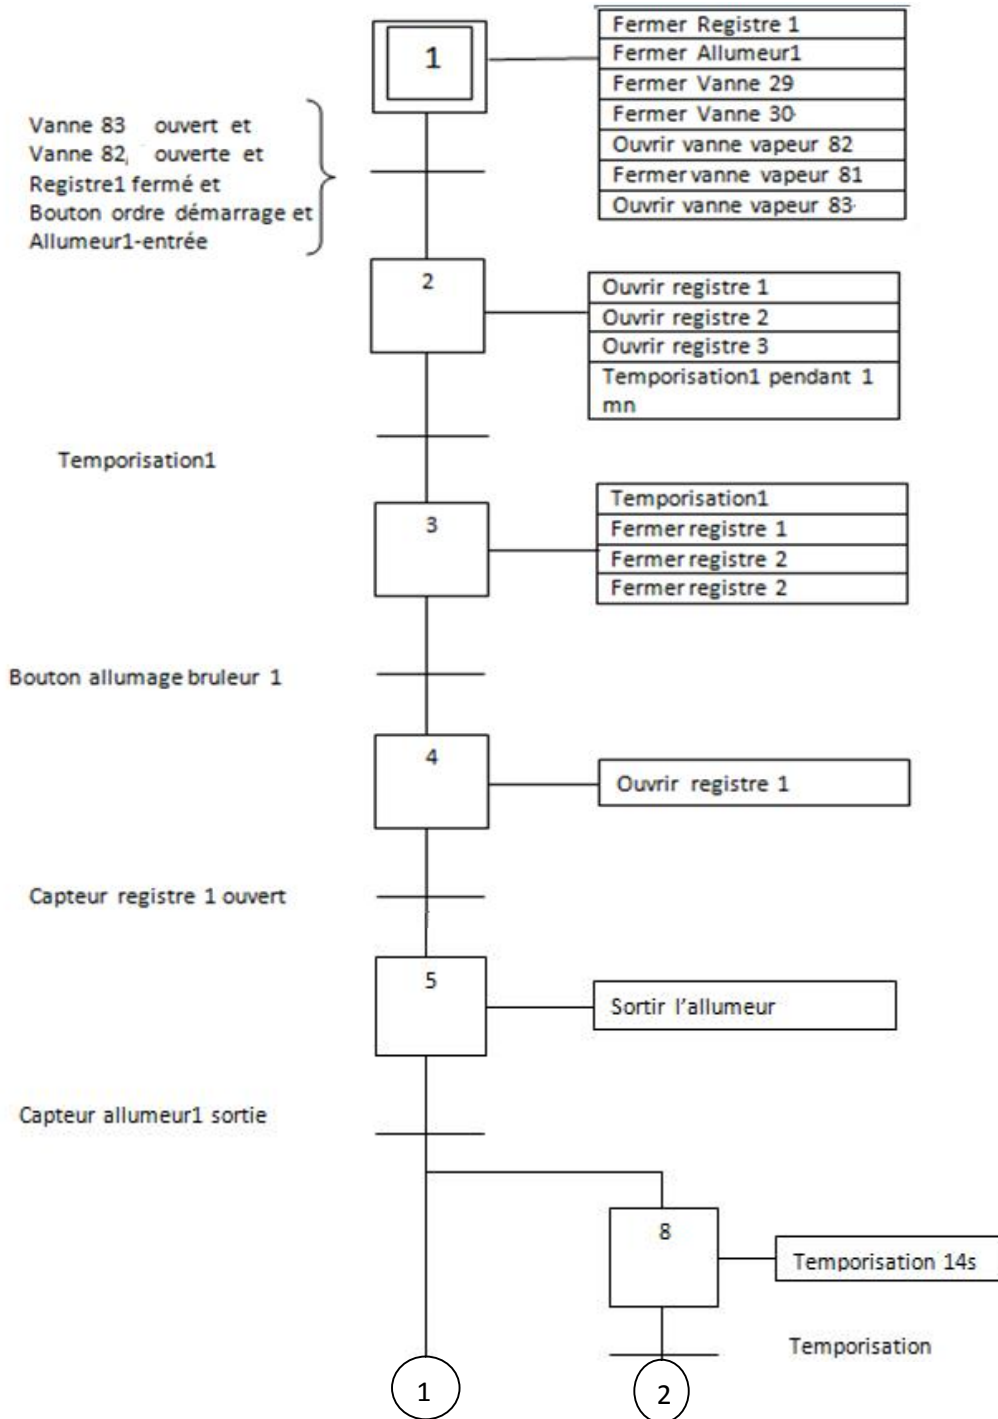 1
Fermer Registre 1
Fermer Allumeur1
Fermer Vanne 29
Fermer Vanne 30
Ouvrir vanne vapeur 82
Fermer vanne vapeur 81
Ouvrir vanne vapeur 83
Vanne 83 ouvert et
Vanne 82, ouverte et
Registre1 fermé et
Bouton ordre démarrage et
Allumeur1-entrée
2
Ouvrir registre 1
Ouvrir registre 2
Ouvrir registre 3
Temporisation1 pendant 1
mn
Temporisation1
3
Temporisation1
Fermer registre 1
Fermer registre 2
Fermer registre 2
Bouton allumage bruleur 1
4
Ouvrir registre 1
Capteur registre 1 ouvert
5
Sortir l'allumeur
Capteur allumeur1 sortie
8
Temporisation 14s
Temporisation
1
2